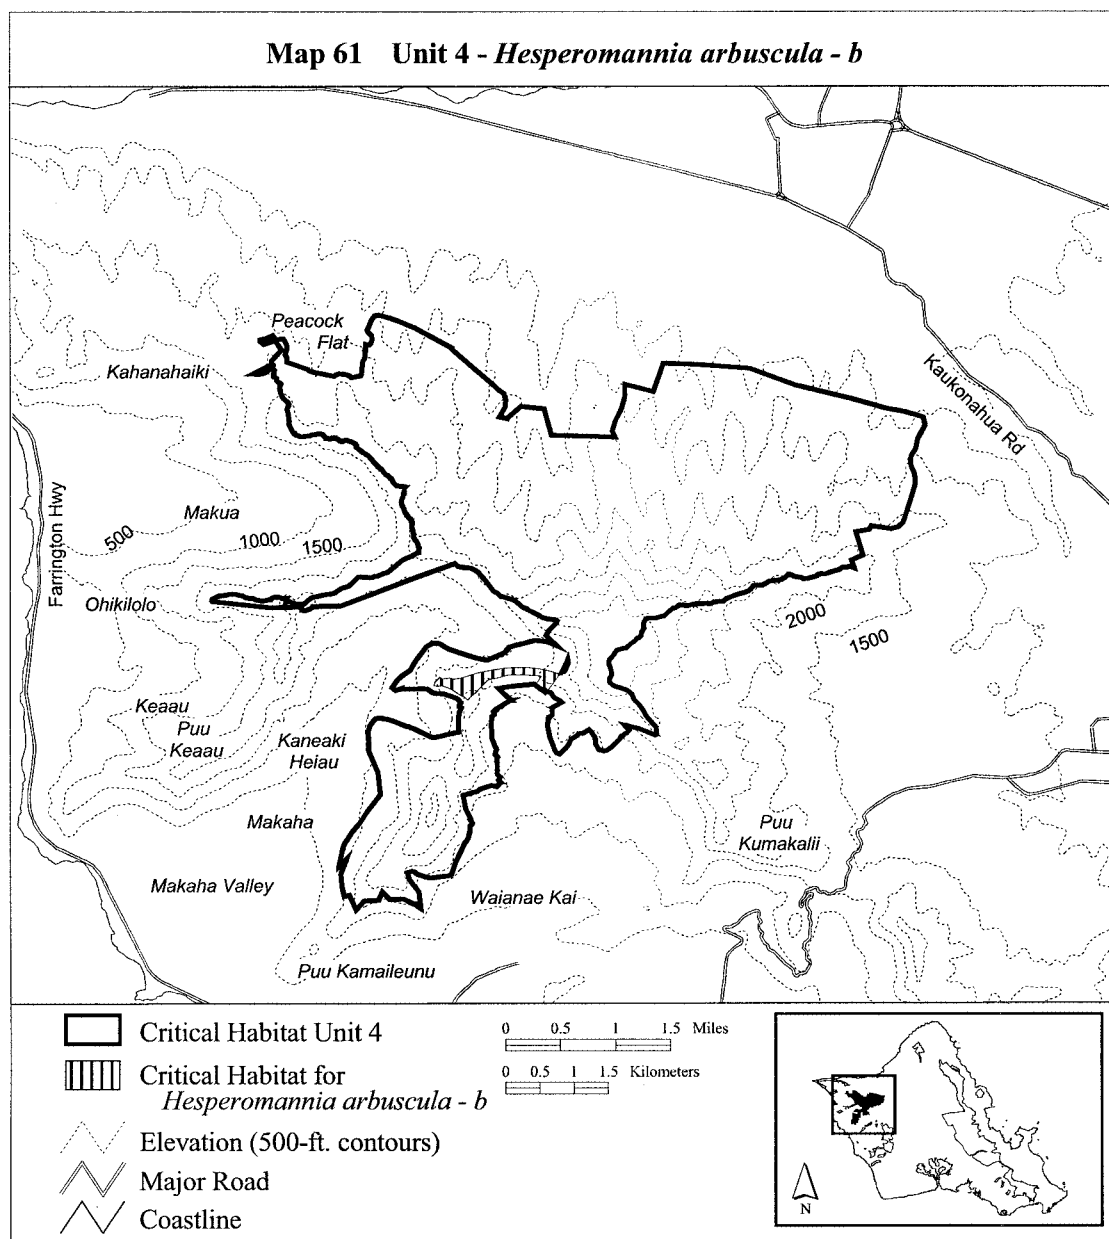 Map 61 Unit 4 - Hesperomannia arbuscula - b
Peacock
Flat
Kahanahaiki
Kaukonahua Rd
Farrington Hwy
Makua
500
1000
1500
Ohikilolo
2000
1500
Keaau
Puu
Keaau
Kaneaki
Heiau
Makaha
Puu
Kumakalii
Makaha Valley
Waianae Kai
Puu Kamaileunu
Critical Habitat Unit 4
Critical Habitat for
Hesperomannia arbuscula - b
Elevation (500-ft. contours)
Major Road
Coastline
0 0.5 1 1.5 Miles
0 0.5 1 1.5 Kilometers
N